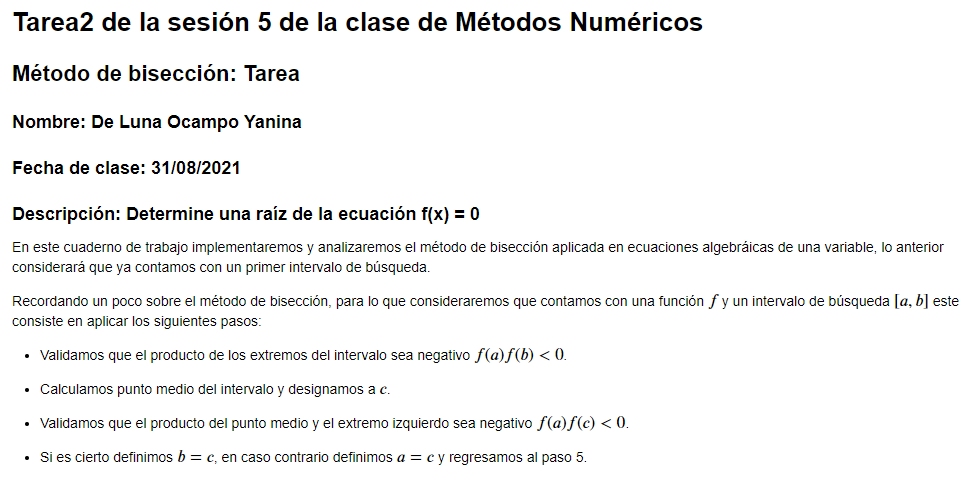 Tarea2 de la sesión 5 de la clase de Métodos Numéricos
Método de bisección: Tarea
Nombre: De Luna Ocampo Yanina
Fecha de clase: 31/08/2021
Descripción: Determine una raíz de la ecuación f(x) = 0
En este cuaderno de trabajo implementaremos y analizaremos el método de bisección aplicada en ecuaciones algebráicas de una variable, lo anterior
considerará que ya contamos con un primer intervalo de búsqueda.
Recordando un poco sobre el método de bisección, para lo que consideraremos que contamos con una función f y un intervalo de búsqueda [a, b] este
consiste en aplicar los siguientes pasos:
• Validamos que el producto de los extremos del intervalo sea negativo f(a)f(b) < 0.
• Calculamos punto medio del intervalo y designamos a c.
• Validamos que el producto del punto medio y el extremo izquierdo sea negativo f(a)f(c) < 0.
• Si es cierto definimos b = c, en caso contrario definimos a = c y regresamos al paso 5.